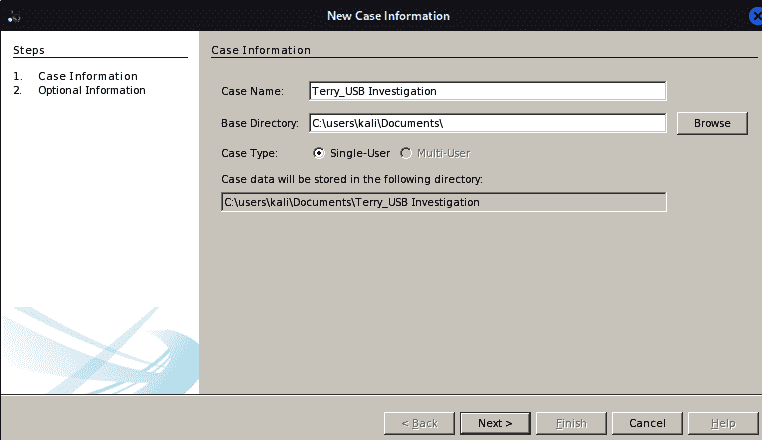 New Case Information
Steps
1. Case Information
2. Optional Information
Case Information
Case Name: Terry_USB Investigation
Base Directory: C:\users\kali\Documents\ Browse
Case Type: Single-User Multi-User
Case data will be stored in the following directory:
C:\users\kali\Documents\Terry_USB Investigation
< Back Next > Finish Cancel Help